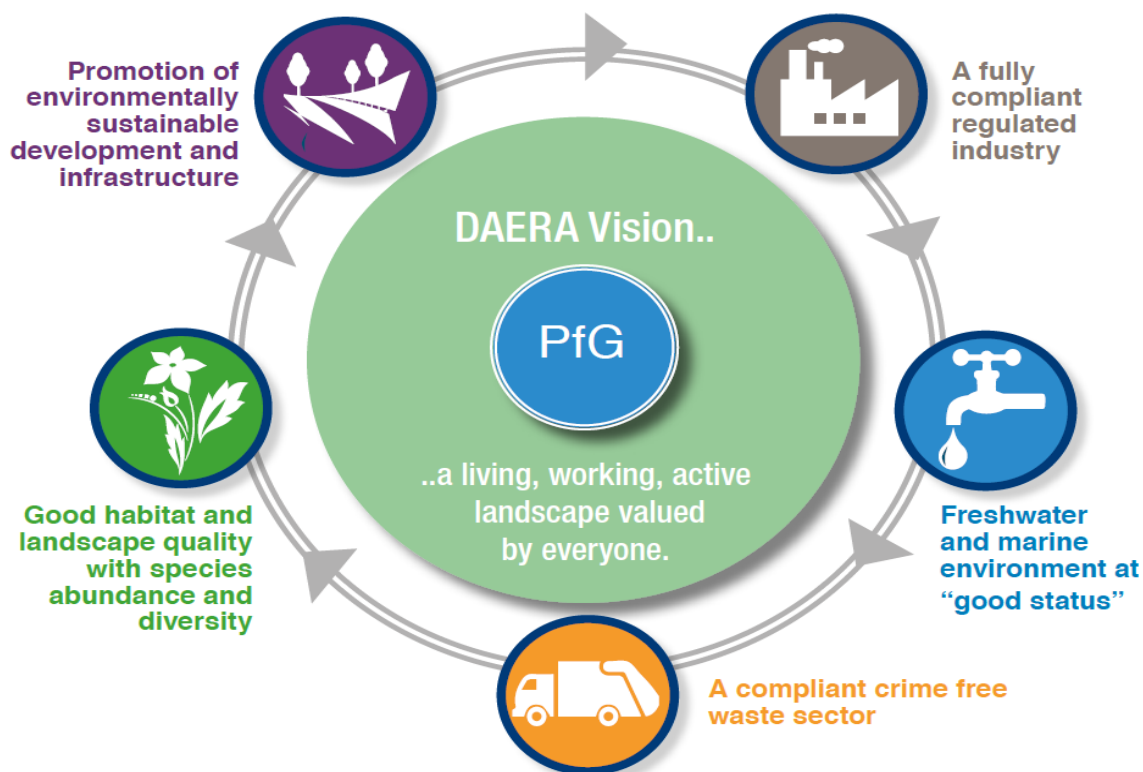 Promotion of
environmentally
sustainable
development and
infrastructure
A fully
compliant
regulated
industry
DAERA Vision..
PfG
..a living, working, active
landscape valued
by everyone.
Good habitat and
landscape quality
with species
abundance and
diversity
Freshwater
and marine
environment at
“good status”
A compliant crime free
waste sector